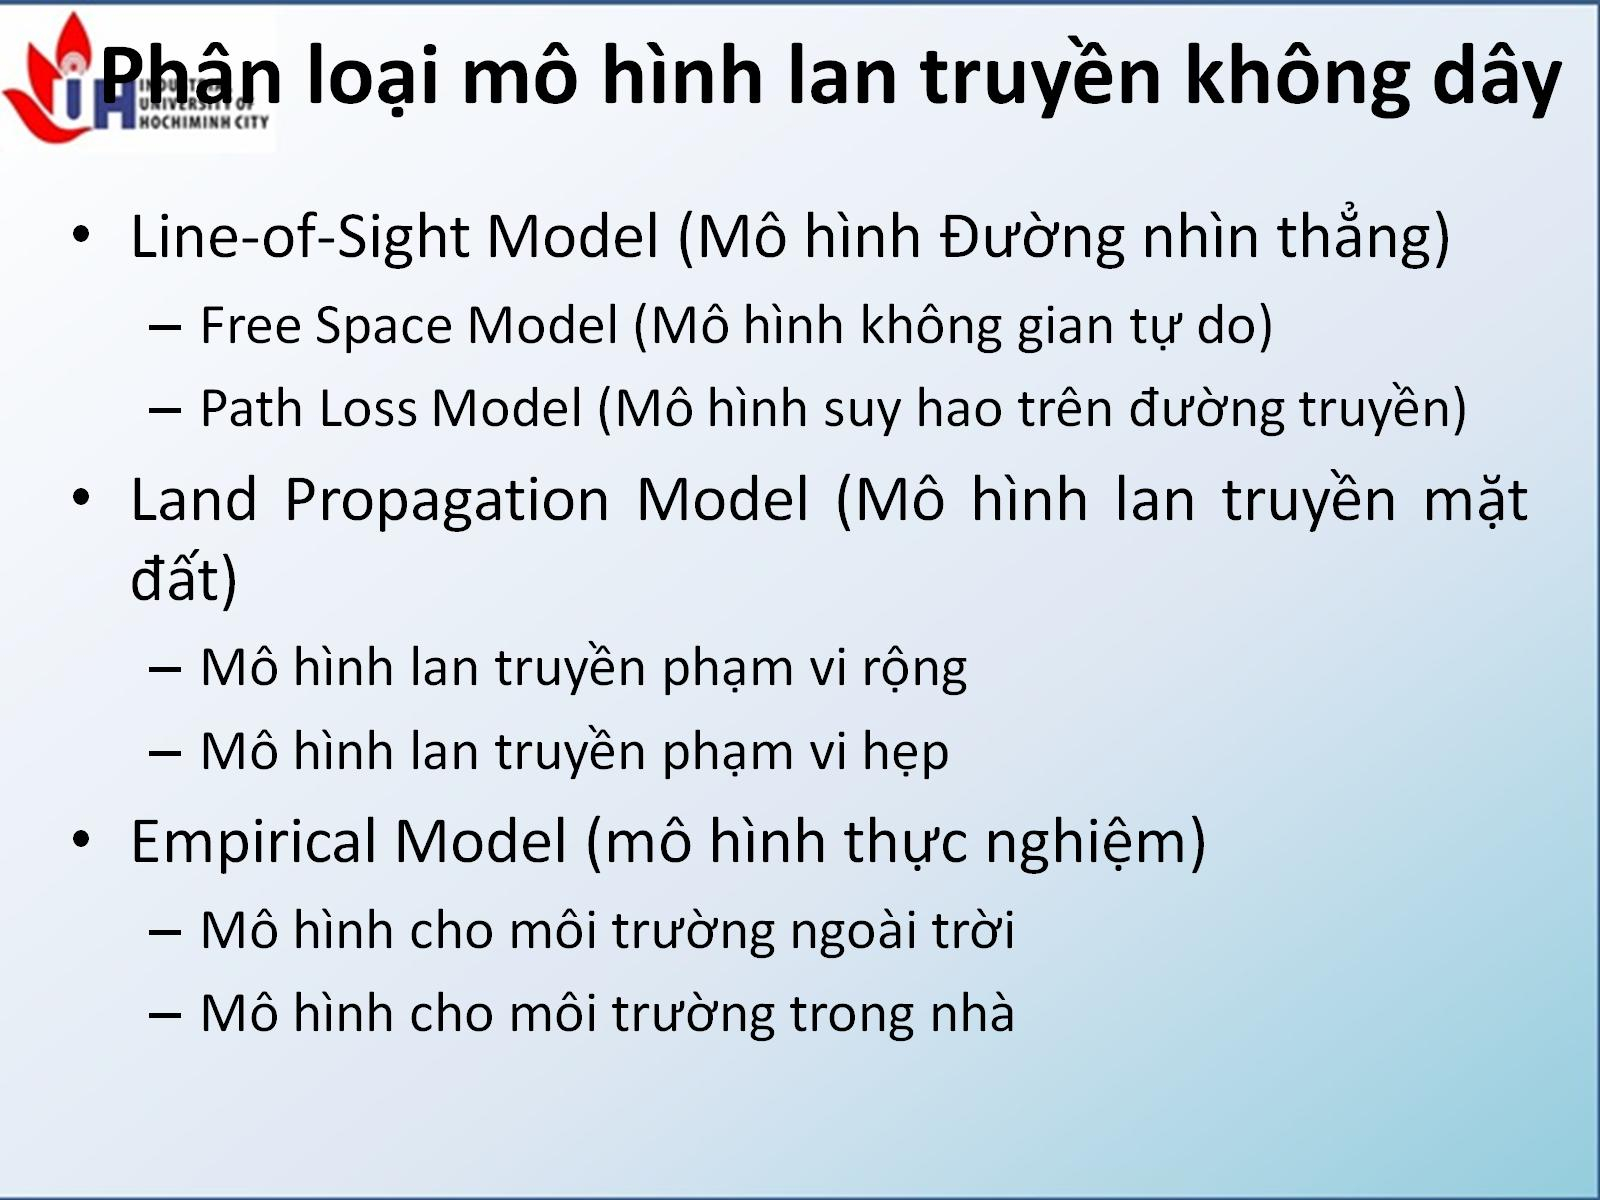 Phân loại mô hình lan truyền không dây
UNIVERSITY OF
HOCHIMINH CITY
• Line-of-Sight Model (Mô hình Đường nhìn thẳng)
– Free Space Model (Mô hình không gian tự do)
– Path Loss Model (Mô hình suy hao trên đường truyền)
• Land Propagation Model (Mô hình lan truyền mặt
đất)
– Mô hình lan truyền phạm vi rộng
– Mô hình lan truyền phạm vi hẹp
• Empirical Model (mô hình thực nghiệm)
– Mô hình cho môi trường ngoài trời
– Mô hình cho môi trường trong nhà